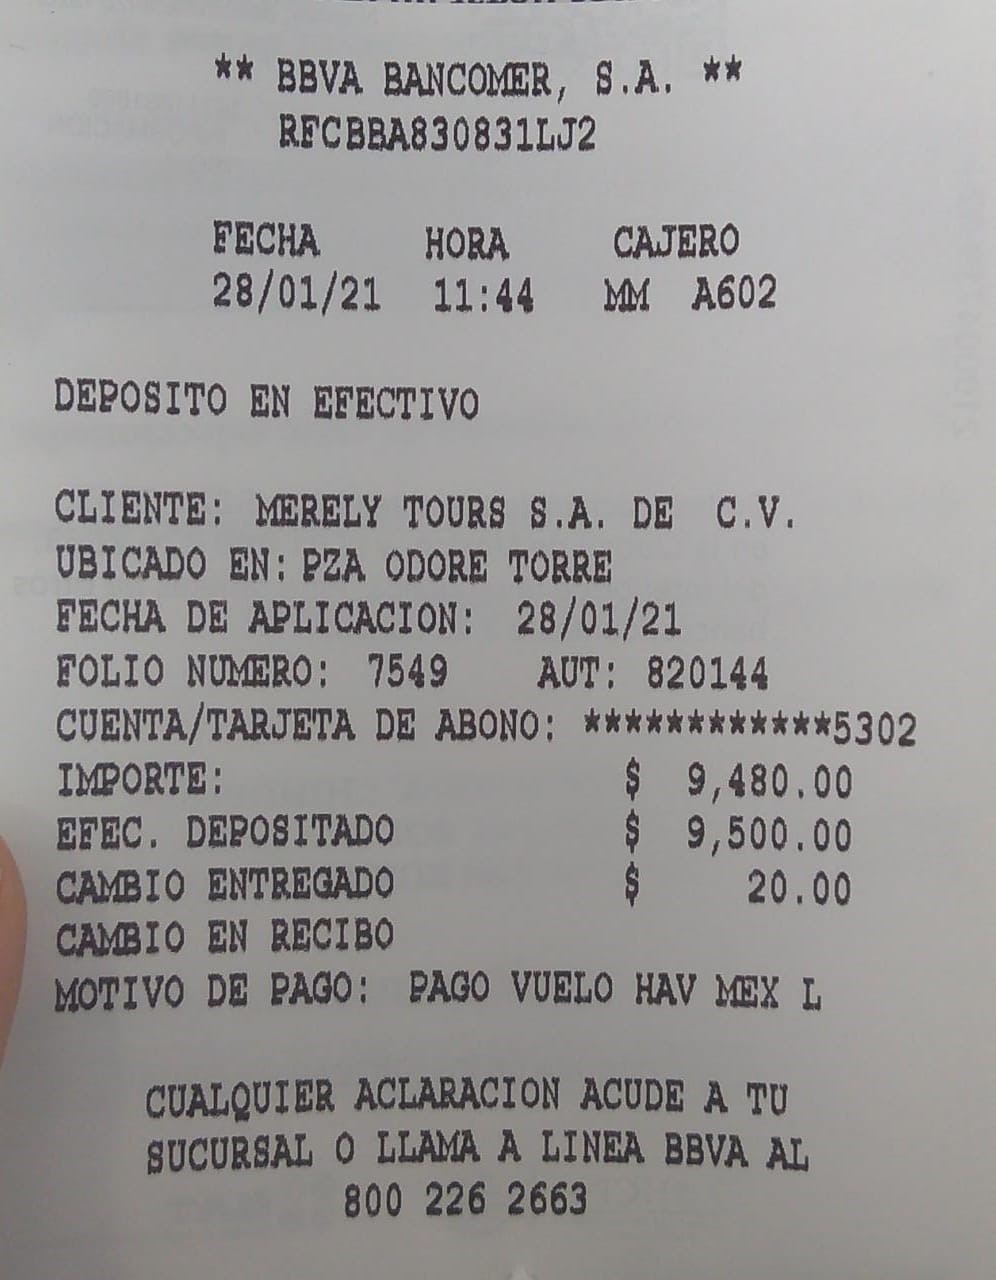 ** BBVA BANCOMER, S.A. **
RFCBBA830831LJ2
FECHA HORA CAJERO
28/01/21 11:44 MM A602
DEPOSITO EN EFECTIVO
CLIENTE: MERELY TOURS S.A. DE C.V.
UBICADO EN: PZA ODORE TORRE
FECHA DE APLICACION: 28/01/21
FOLIO NUMERO: 7549 AUT: 820144
CUENTA/TARJETA DE ABONO: ************5302
IMPORTE: $ 9,480.00
EFEC. DEPOSITADO $ 9,500.00
CAMBIO ENTREGADO $ 20.00
CAMBIO EN RECIBO
MOTIVO DE PAGO: PAGO VUELO HAV MEX L
CUALQUIER ACLARACION ACUDE A TU
SUCURSAL O LLAMA A LINEA BBVA AL
800 226 2663